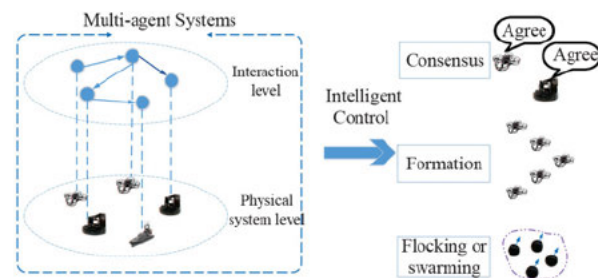 Multi-agent Systems
Interaction
level
Physical
system level
Intelligent
Control
Consensus
Agree
Agree
Formation
Flocking or
swarming